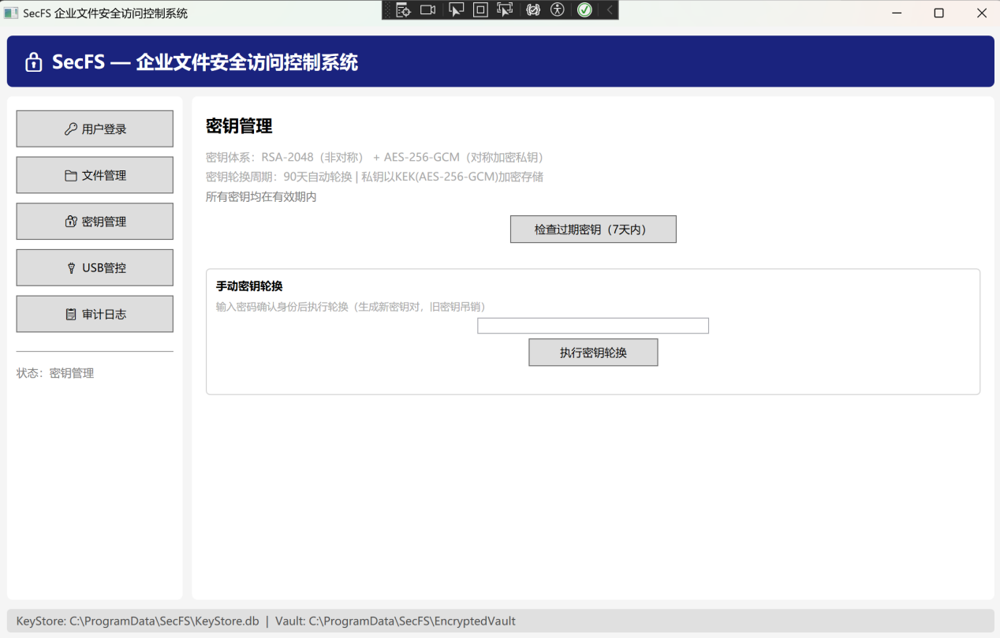 SecFS 企业文件安全访问控制系统
SecFS — 企业文件安全访问控制系统
用户登录
文件管理
密钥管理
USB管控
审计日志
状态：密钥管理
密钥管理
密钥体系：RSA-2048（非对称） + AES-256-GCM（对称加密私钥）
密钥轮换周期：90天自动轮换 | 私钥以KEK(AES-256-GCM)加密存储
所有密钥均在有效期内
检查过期密钥（7天内）
手动密钥轮换
输入密码确认身份后执行轮换（生成新密钥对，旧密钥吊销）
执行密钥轮换
KeyStore: C:\ProgramData\SecFS\KeyStore.db | Vault: C:\ProgramData\SecFS\EncryptedVault